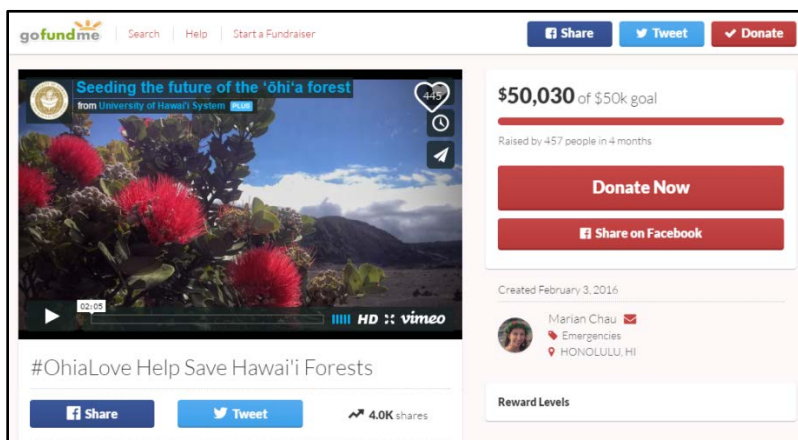 gofundme
Search
Help
Start a Fundraiser
Share
Tweet
Donate
Seeding the future of the ‘ōhi‘a forest
from University of Hawai‘i System PLUS
445
02:05
HD vimeo
#OhiaLove Help Save Hawai'i Forests
Share
Tweet
4.0K shares
$50,030 of $50k goal
Raised by 457 people in 4 months
Donate Now
Share on Facebook
Created February 3, 2016
Marian Chau
Emergencies
HONOLULU, HI
Reward Levels